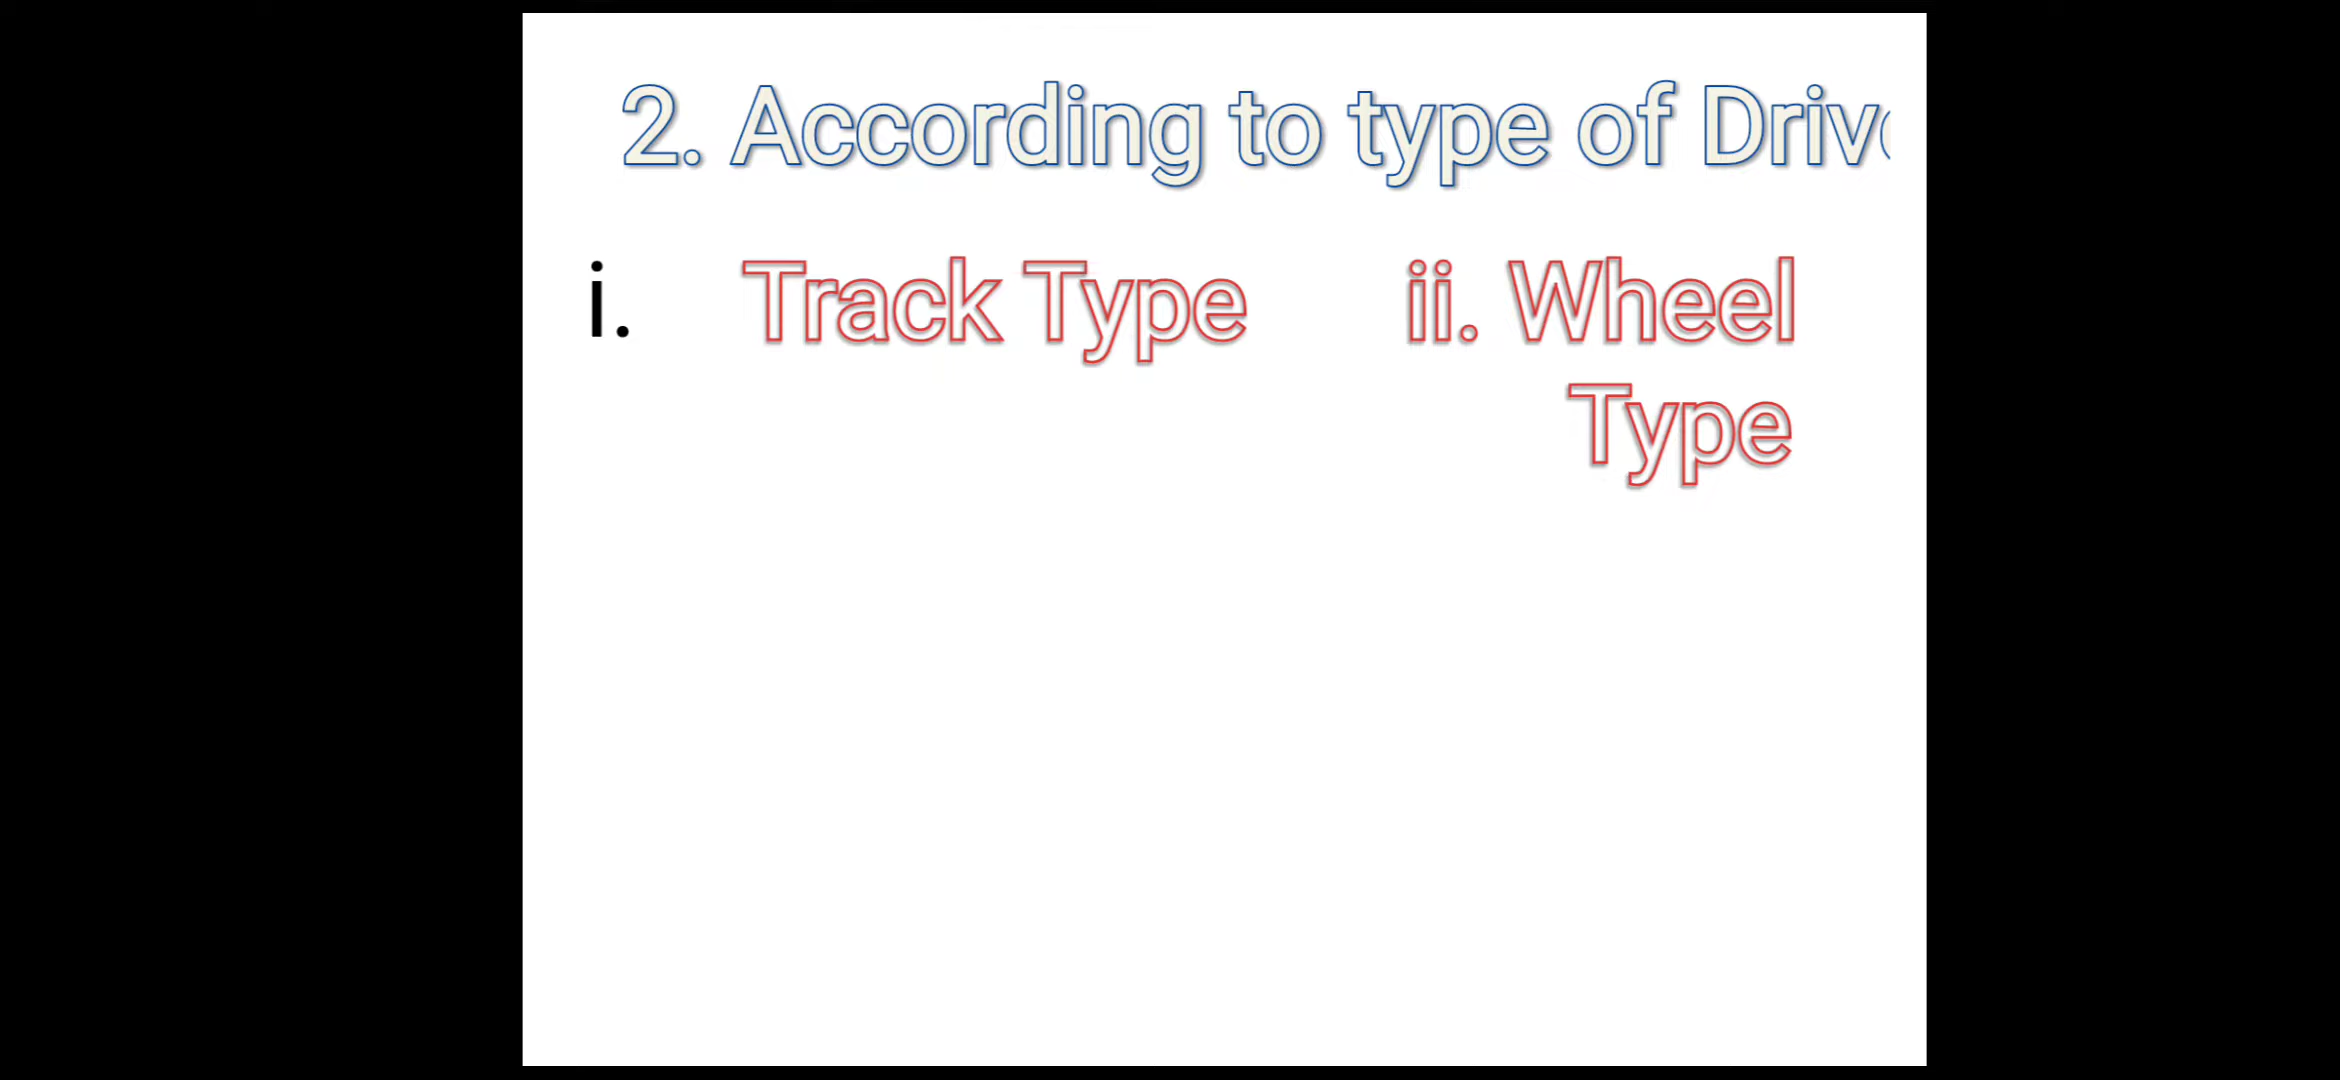 2. According to type of Driv
i. Track Type
ii. Wheel
Type